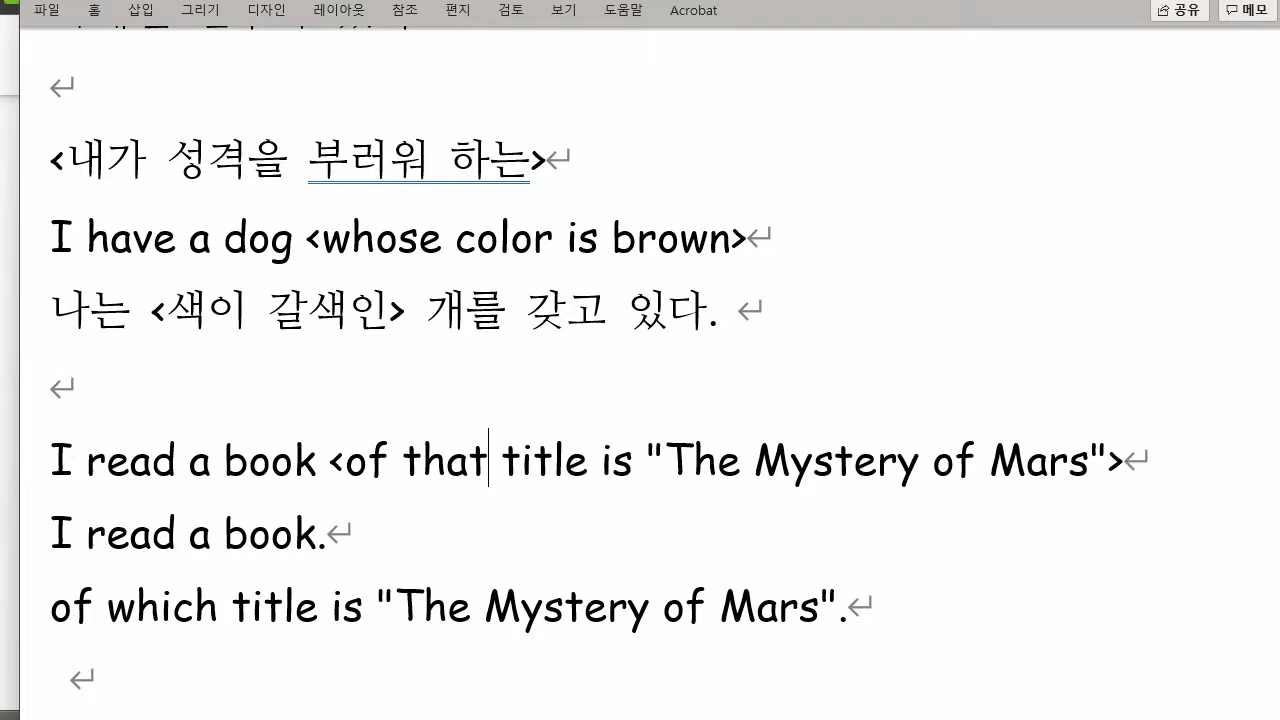 파일 홈 삽입 그리기 디자인 레이아웃 참조 편지 검토 보기 도움말 Acrobat 공유 메모
<내가 성격을 부러워 하는>
I have a dog <whose color is brown>
나는 <색이 갈색인> 개를 갖고 있다.
I read a book <of that title is "The Mystery of Mars">
I read a book.
of which title is "The Mystery of Mars".